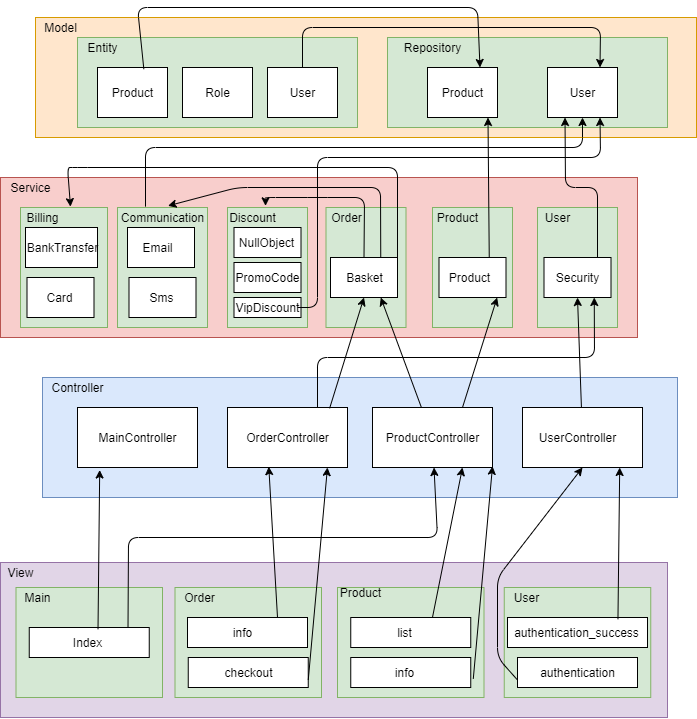 Model
Entity
Repository
Product
Role
User
Product
User
Service
Billing
Communication
Discount
Order
Product
User
BankTransfer
Card
Email
Sms
NullObject
PromoCode
VipDiscount
Basket
Product
Security
Controller
MainController
OrderController
ProductController
UserController
View
Main
Order
Product
User
Index
info
checkout
list
info
authentication_success
authentication